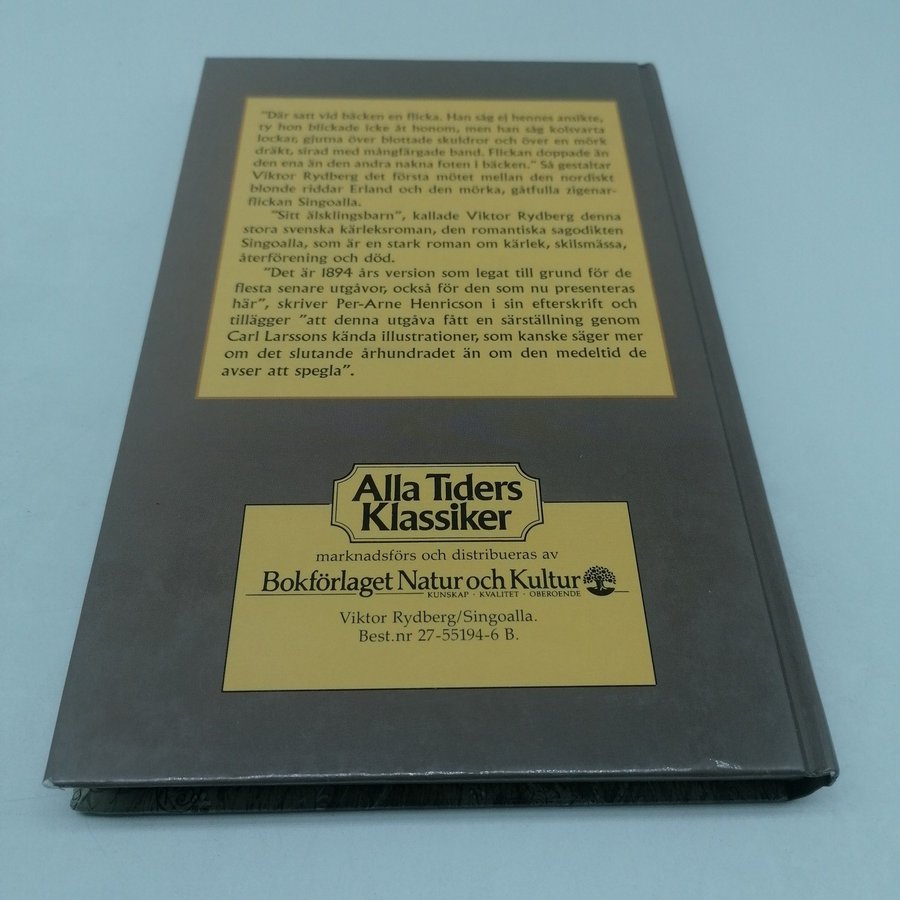 "Där satt vid bäcken en flicka. Han såg ej hennes ansikte,
ty hon blickade icke åt honom, men han såg kolsvarta
lockar, gjutna över blottade skuldror och över en mörk
dräkt, sirad med mångfärgade band. Flickan doppade än
den ena än den andra nakna foten i bäcken." Så gestaltar
Viktor Rydberg det första mötet mellan den nordiskt
blonde riddar Erland och den mörka, gåtfulla zigenar-
flickan Singoalla.
"Sitt älsklingsbarn", kallade Viktor Rydberg denna
stora svenska kärleksroman, den romantiska sagodikten
Singoalla, som är en stark roman om kärlek, skilsmässa,
återförening och död.
"Det är 1894 års version som legat till grund för de
flesta senare utgåvor, också för den som nu presenteras
här", skriver Per-Arne Henricson i sin efterskrift och
tillägger "att denna utgåva fått en särställning genom
Carl Larssons kända illustrationer, som kanske säger mer
om det slutande århundradet än om den medeltid de
avser att spegla".
Alla Tiders
Klassiker
marknadsförs och distribueras av
Bokförlaget Natur och Kultur
KUNSKAP · KVALITET · OBEROENDE
Viktor Rydberg/Singoalla.
Best.nr 27-55194-6 B.